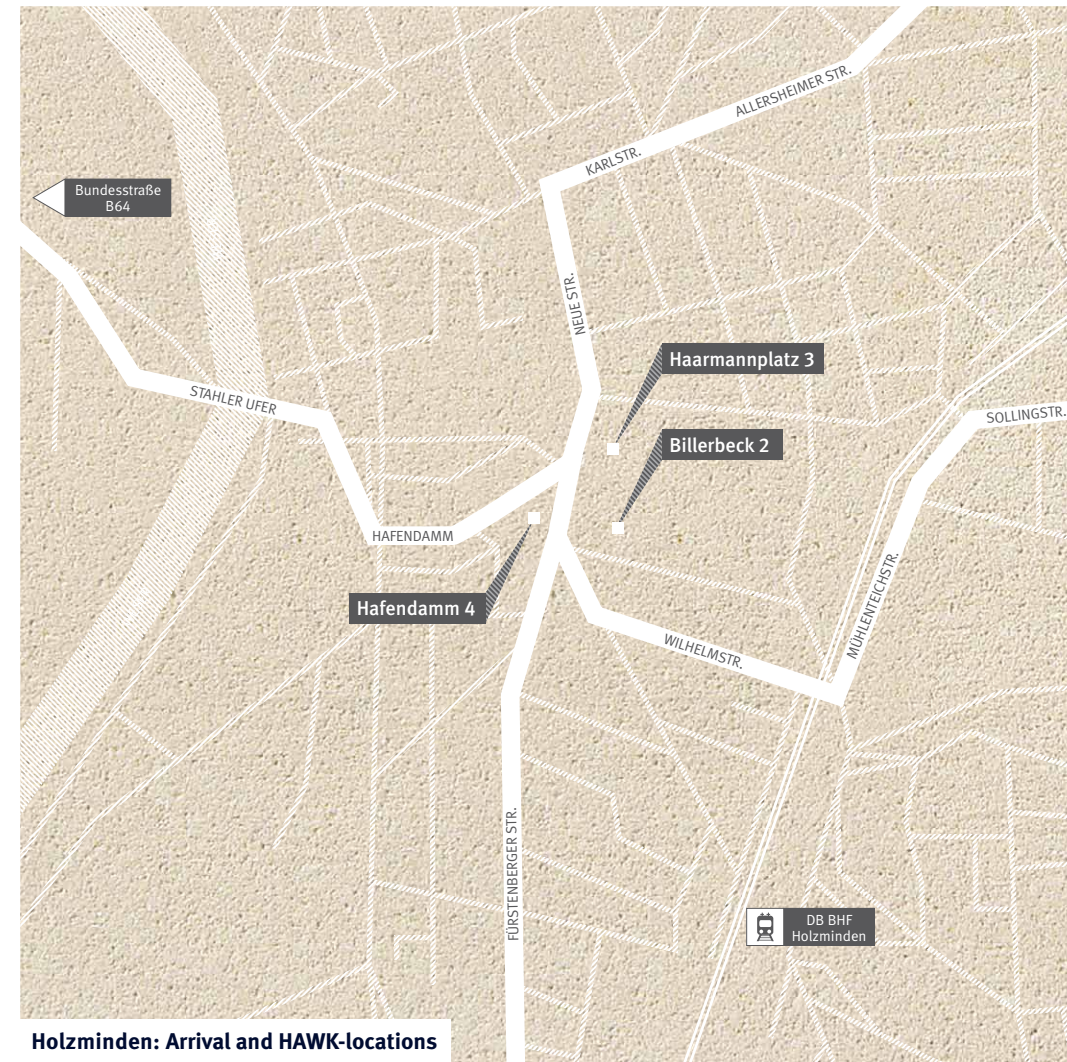 ALLERSHEIMER STR.
KARLSTR.
Bundesstraße
B64
NEUE STR.
Haarmannplatz 3
STAHLER UFER
SOLLINGSTR.
Billerbeck 2
HAFENDAMM
Hafendamm 4
MÜHLENTEICHSTR.
WILHELMSTR.
FÜRSTENBERGER STR.
DB BHF
Holzminden
Holzminden: Arrival and HAWK-locations